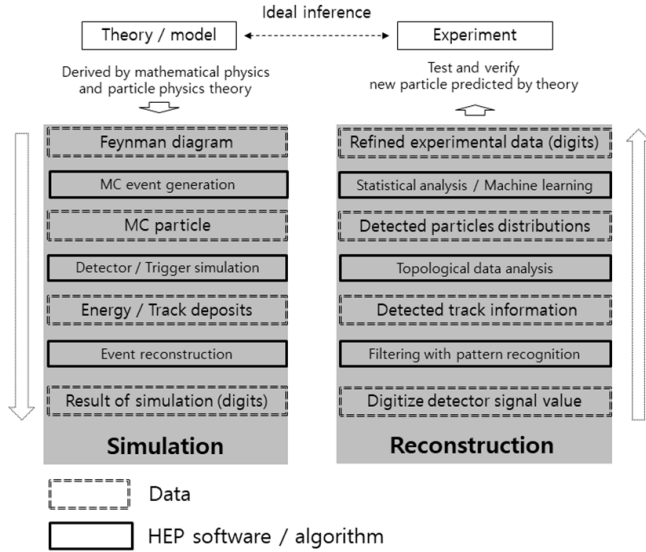 Ideal inference
Theory / model
Experiment
Derived by mathematical physics
and particle physics theory
Test and verify
new particle predicted by theory
Feynman diagram
MC event generation
MC particle
Detector / Trigger simulation
Energy / Track deposits
Event reconstruction
Result of simulation (digits)
Simulation
Refined experimental data (digits)
Statistical analysis / Machine learning
Detected particles distributions
Topological data analysis
Detected track information
Filtering with pattern recognition
Digitize detector signal value
Reconstruction
Data
HEP software / algorithm